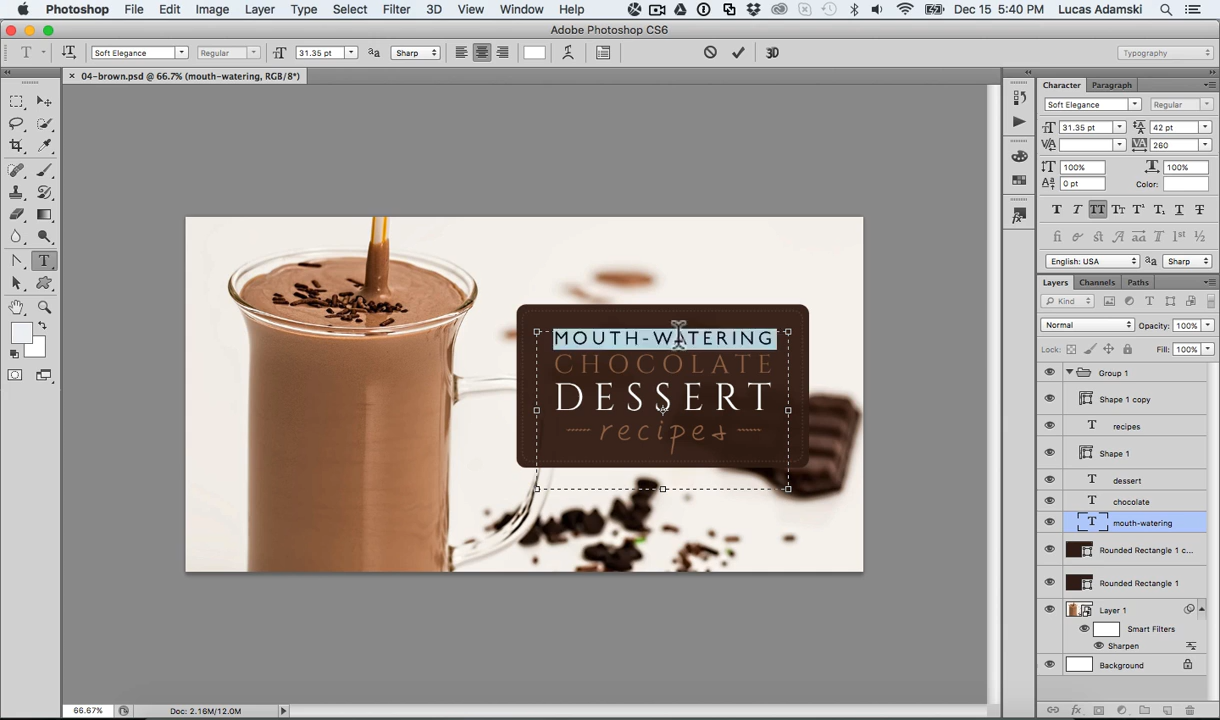 Photoshop File Edit Image Layer Type Select Filter 3D View Window Help Dec 15 5:40 PM Lucas Adamski
Adobe Photoshop CS6
T Soft Elegance Regular 31.35 pt Sharp 3D Typography
× 04-brown.psd @ 66.7% (mouth-watering, RGB/8*)
Character Paragraph
Soft Elegance Regular
31.35 pt 42 pt
260
100% 100%
0 pt Color:
English: USA Sharp
Layers Channels Paths
Kind
Normal Opacity: 100%
Lock: Fill: 100%
Group 1
Shape 1 copy
recipes
Shape 1
dessert
chocolate
mouth-watering
Rounded Rectangle 1 c...
Rounded Rectangle 1
Layer 1
Smart Filters
Sharpen
Background
MOUTH-WATERING
CHOCOLATE
DESSERT
recipes
66.67% Doc: 2.16M/12.0M